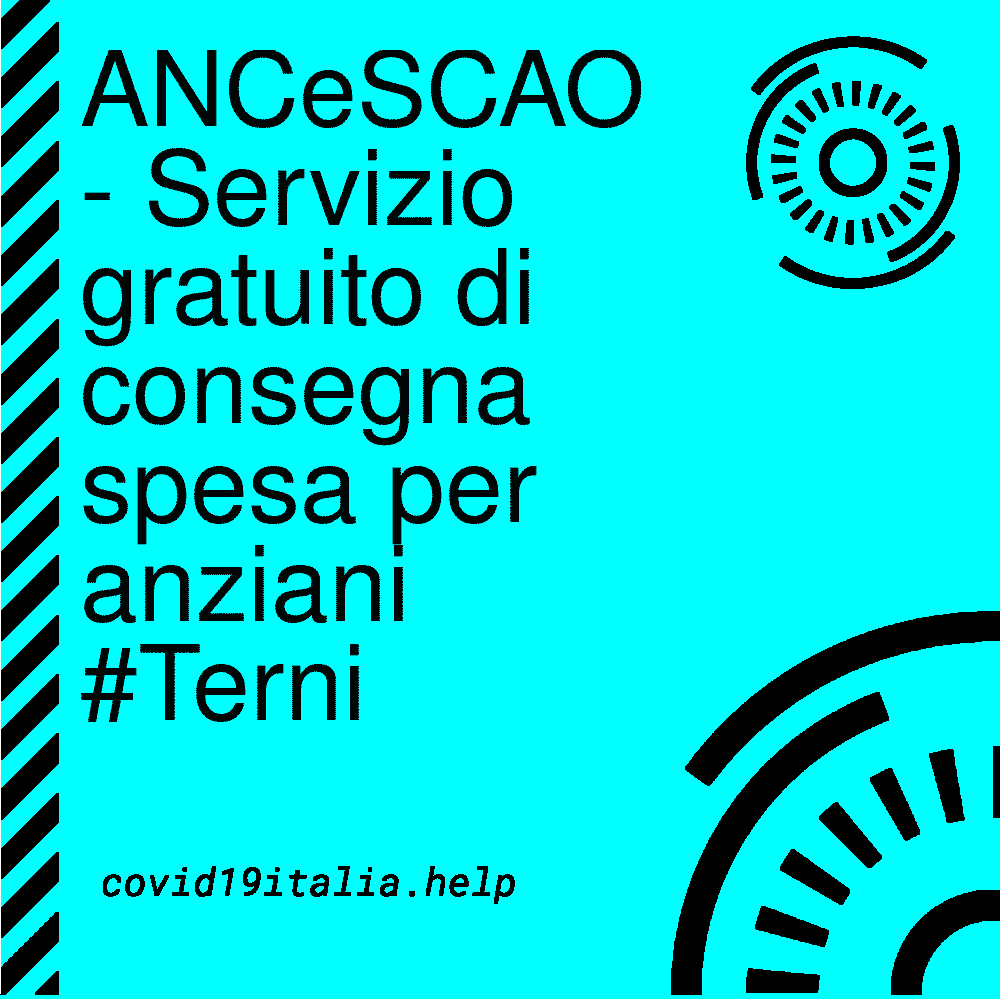 ANCeSCAO
- Servizio
gratuito di
consegna
spesa per
anziani
#Terni
covid19italia.help